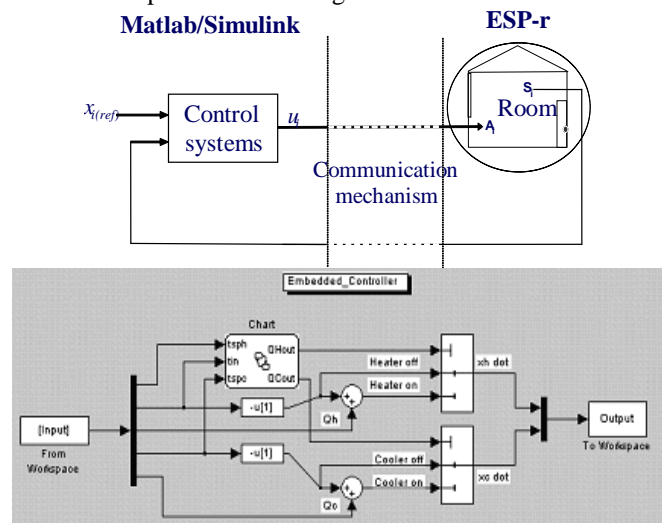 Matlab/Simulink
ESP-r
x_i(ref)
Control
systems
u_i
S_i
Room
A_i
Communication
mechanism
Embedded_Controller
Chart
tsph
tin
tspc
QHout
QCout
Heater off
Heater on
xh dot
-u[1]
Qh
[Input]
From
Workspace
-u[1]
Cooler off
Cooler on
xc dot
Qc
Output
To Workspace